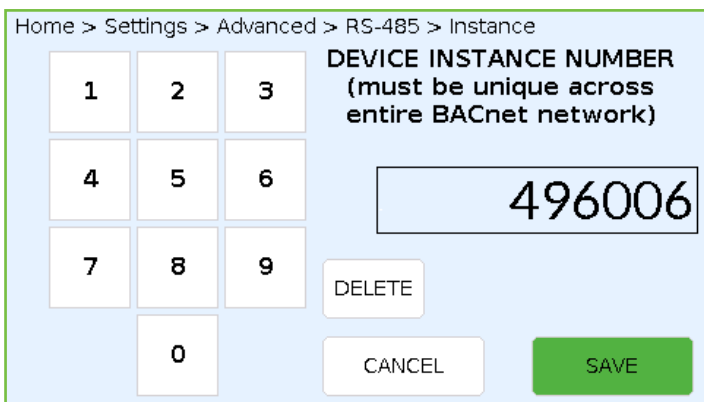 Home > Settings > Advanced > RS-485 > Instance
DEVICE INSTANCE NUMBER
(must be unique across
entire BACnet network)
1 2 3
4 5 6
496006
7 8 9
DELETE
0
CANCEL SAVE